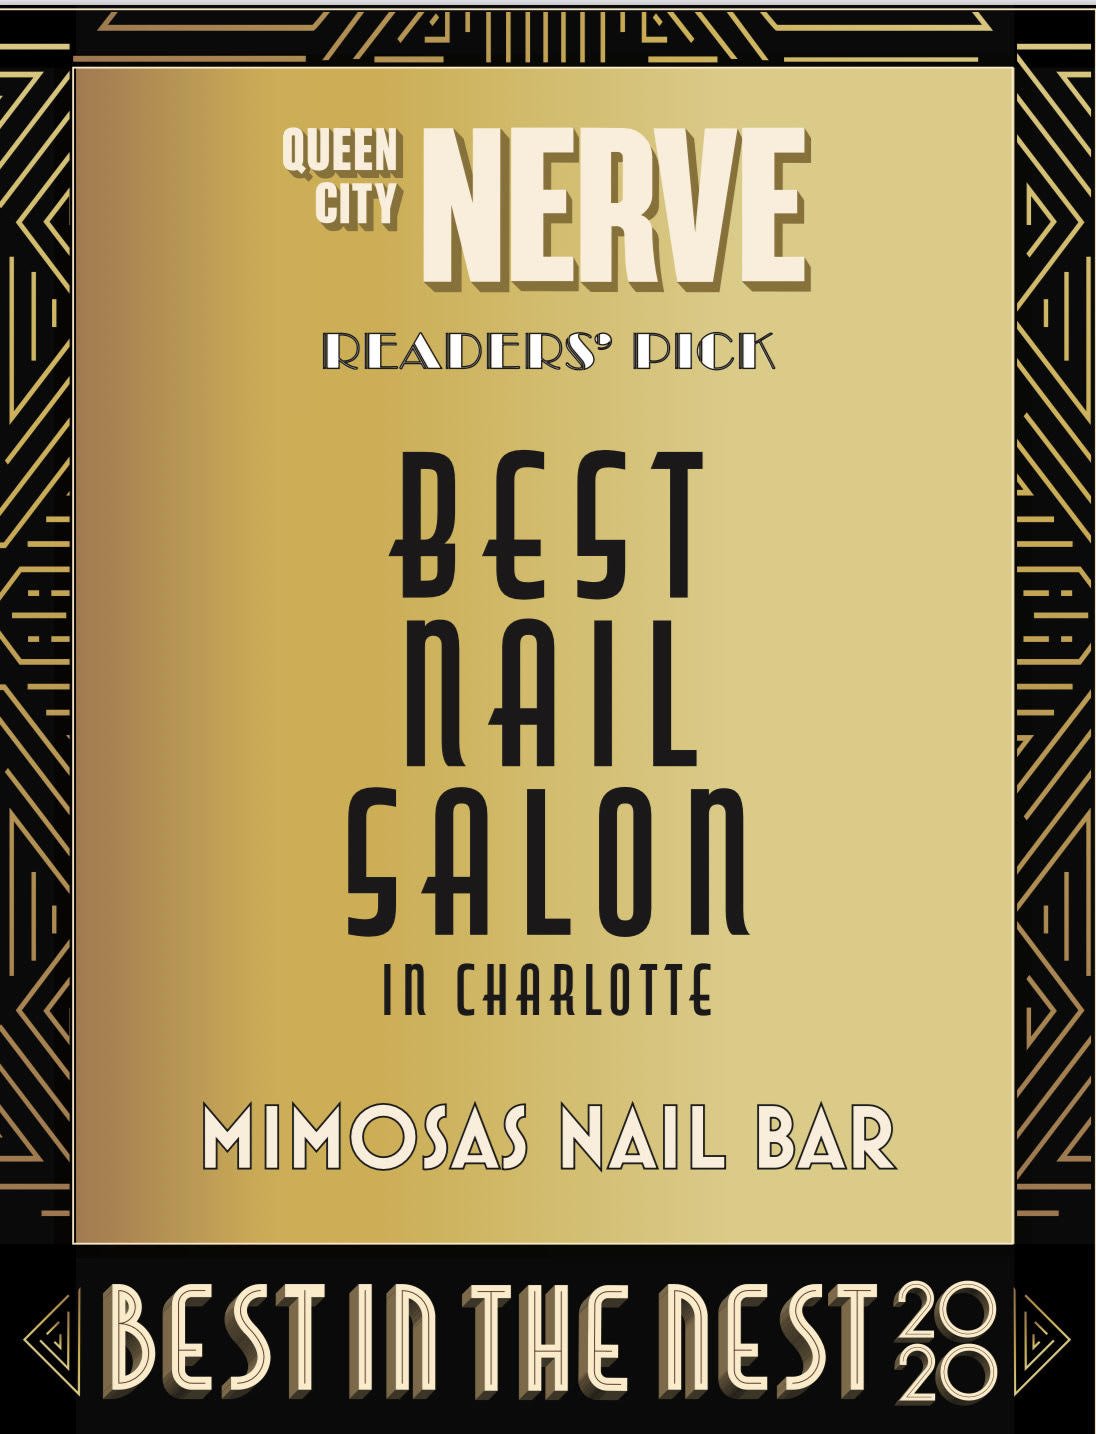 QUEEN CITY NERVE
READERS' PICK
BEST
NAIL
SALON
IN CHARLOTTE
MIMOSAS NAIL BAR
BEST IN THE NEST 2020